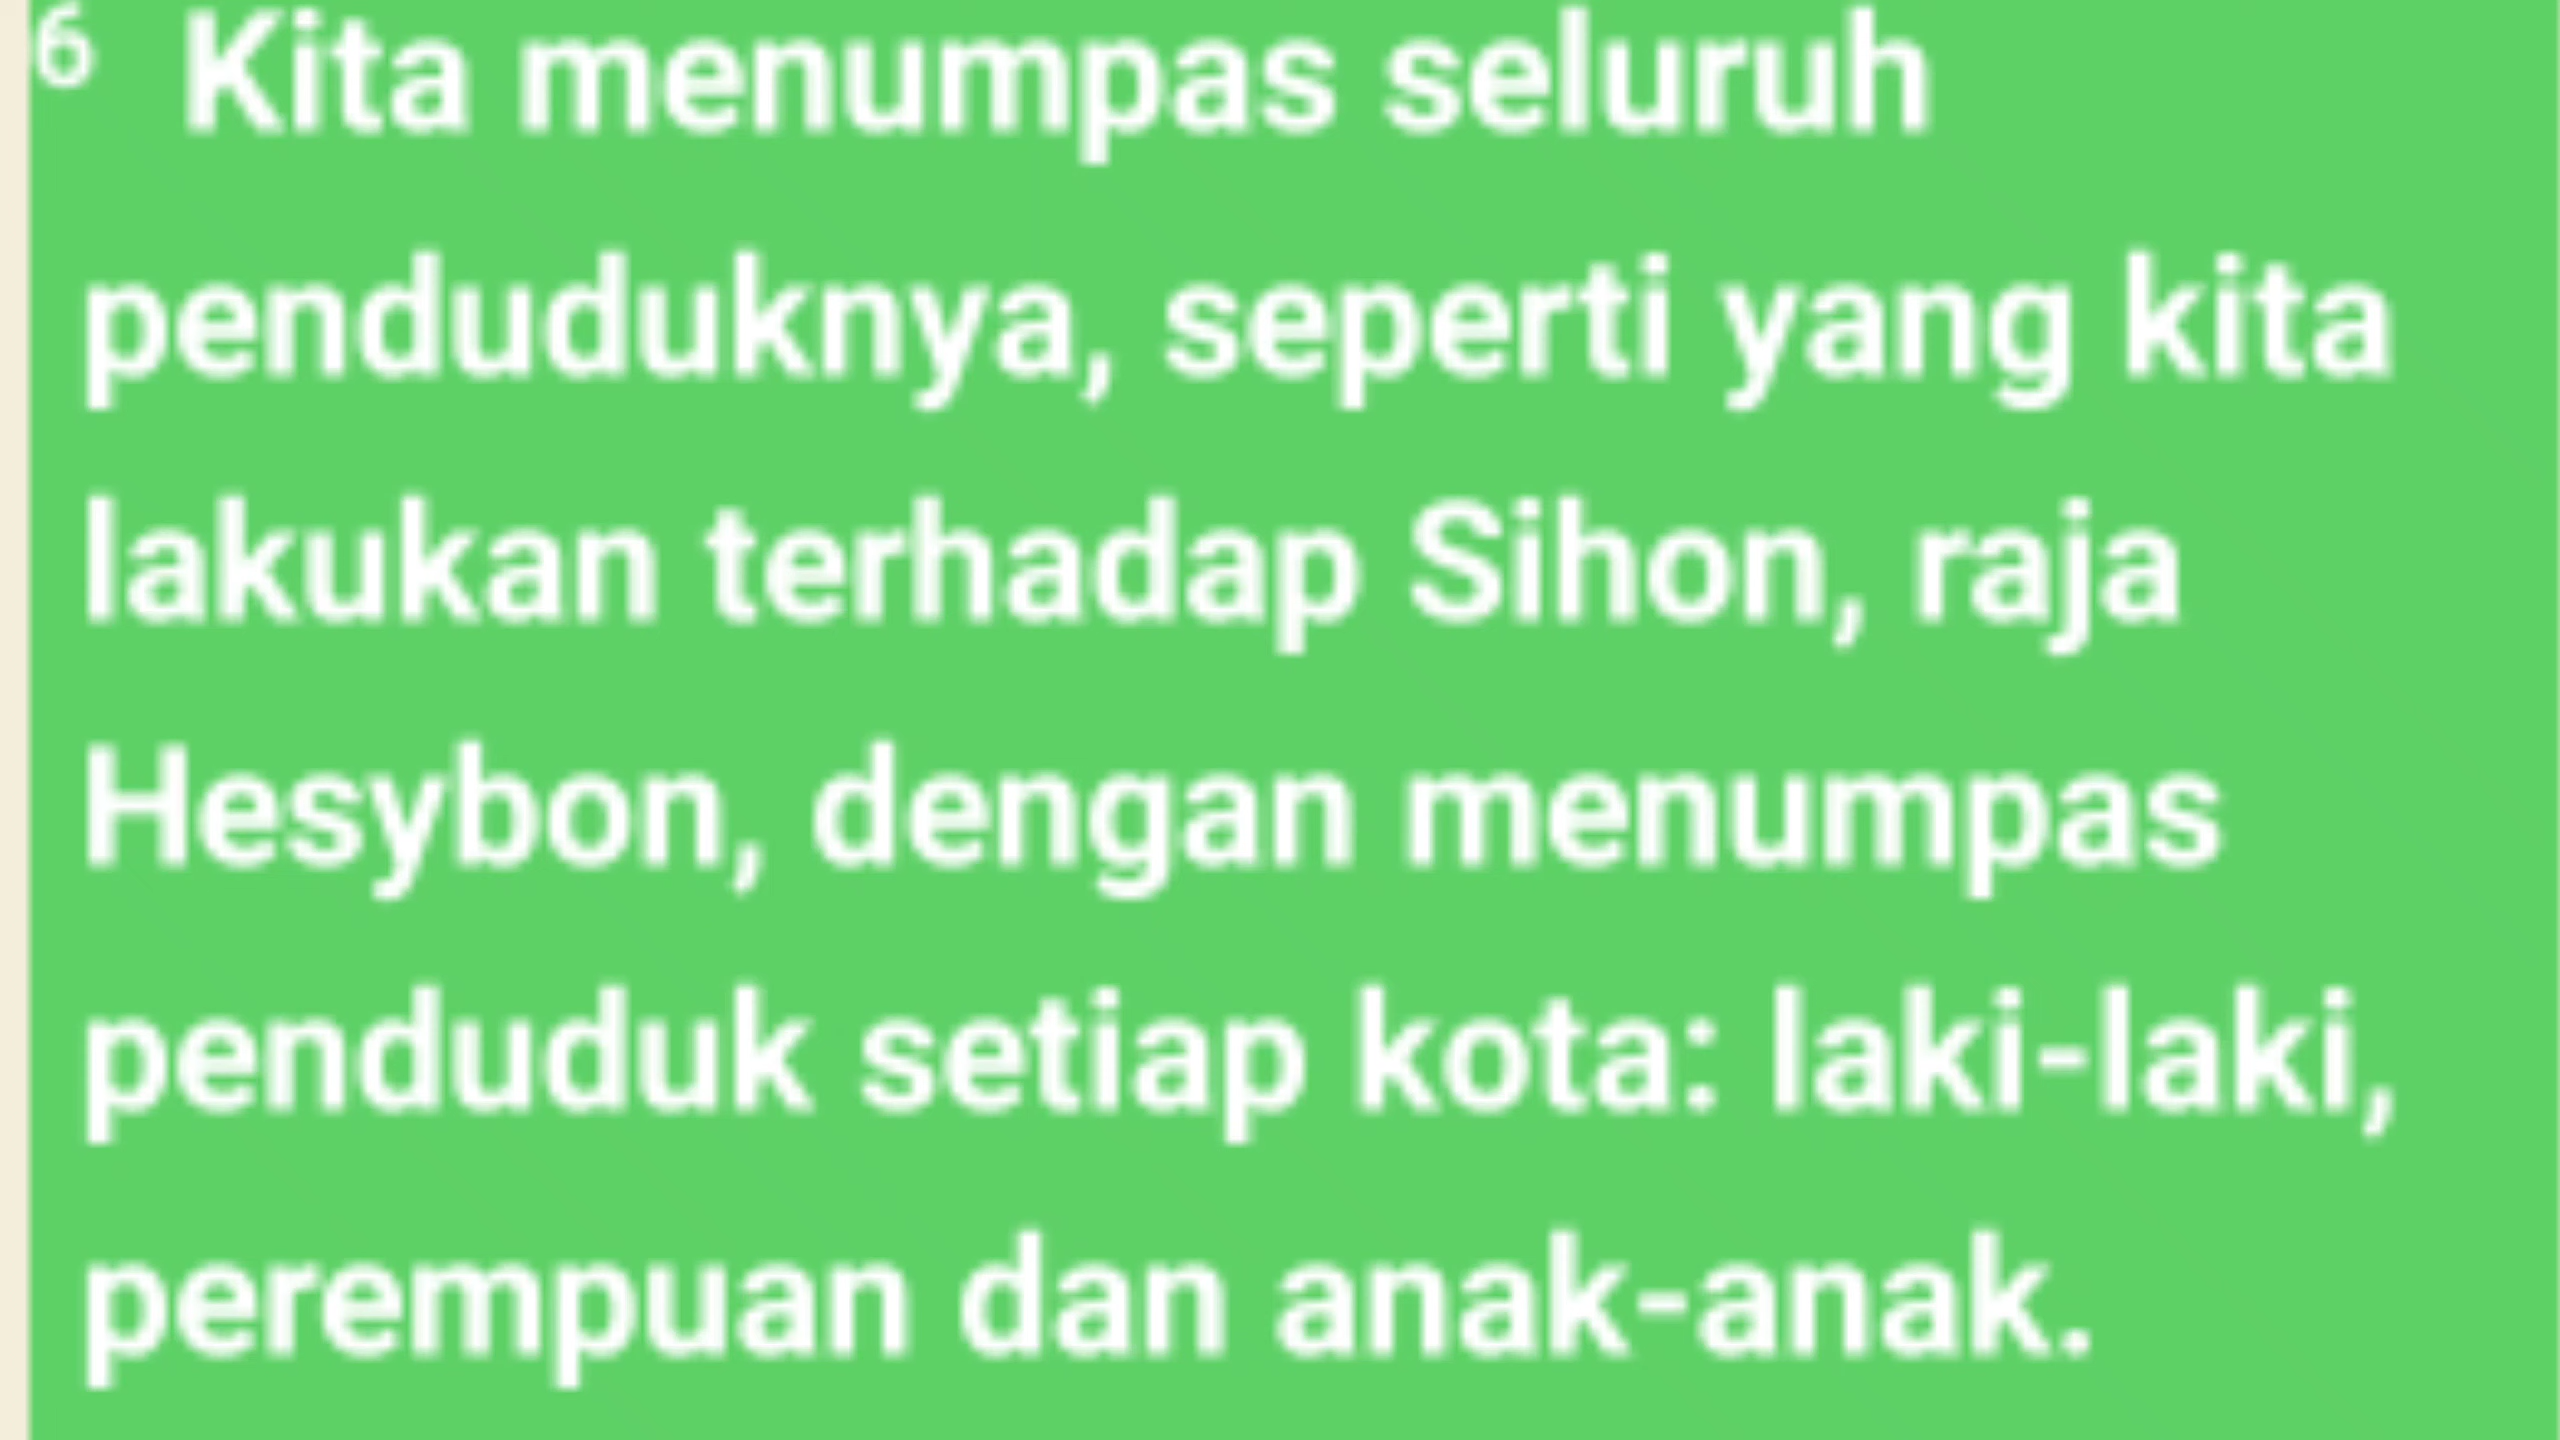 6 Kita menumpas seluruh
penduduknya, seperti yang kita
lakukan terhadap Sihon, raja
Hesybon, dengan menumpas
penduduk setiap kota: laki-laki,
perempuan dan anak-anak.